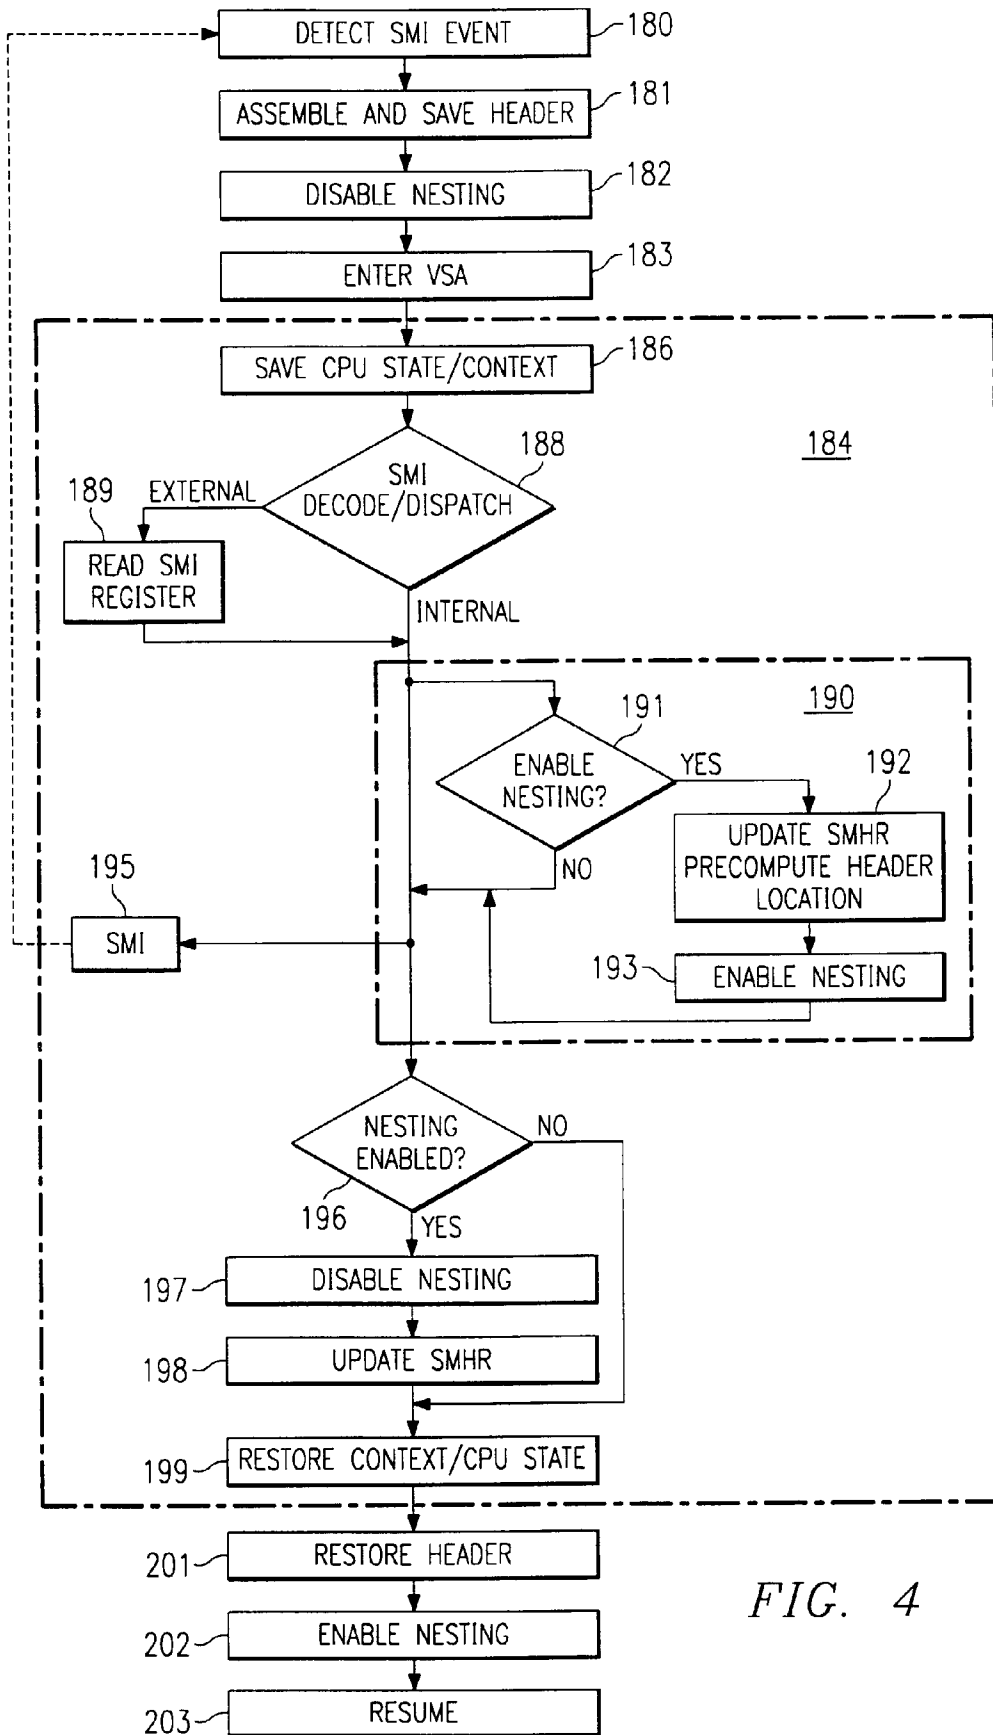 DETECT SMI EVENT
180
ASSEMBLE AND SAVE HEADER
181
DISABLE NESTING
182
ENTER VSA
183
SAVE CPU STATE/CONTEXT
186
184
SMI
DECODE/DISPATCH
188
EXTERNAL
189
READ SMI
REGISTER
INTERNAL
190
191
ENABLE
NESTING?
YES
192
UPDATE SMHR
PRECOMPUTE HEADER
LOCATION
NO
195
SMI
193
ENABLE NESTING
NESTING
ENABLED?
NO
196
YES
DISABLE NESTING
197
UPDATE SMHR
198
RESTORE CONTEXT/CPU STATE
199
RESTORE HEADER
201
ENABLE NESTING
202
RESUME
203
FIG. 4